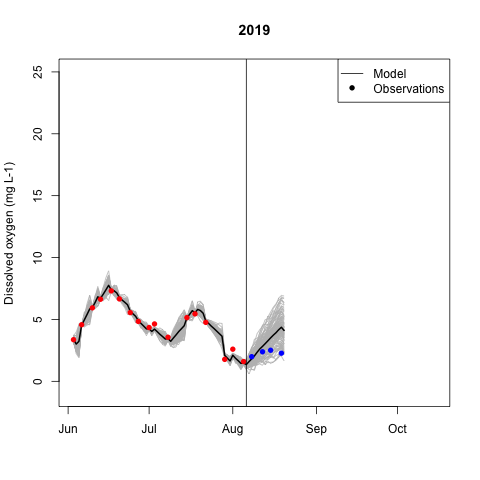 2019
Model
Observations
Dissolved oxygen (mg L-1)
25
20
15
10
5
0
Jun
Jul
Aug
Sep
Oct